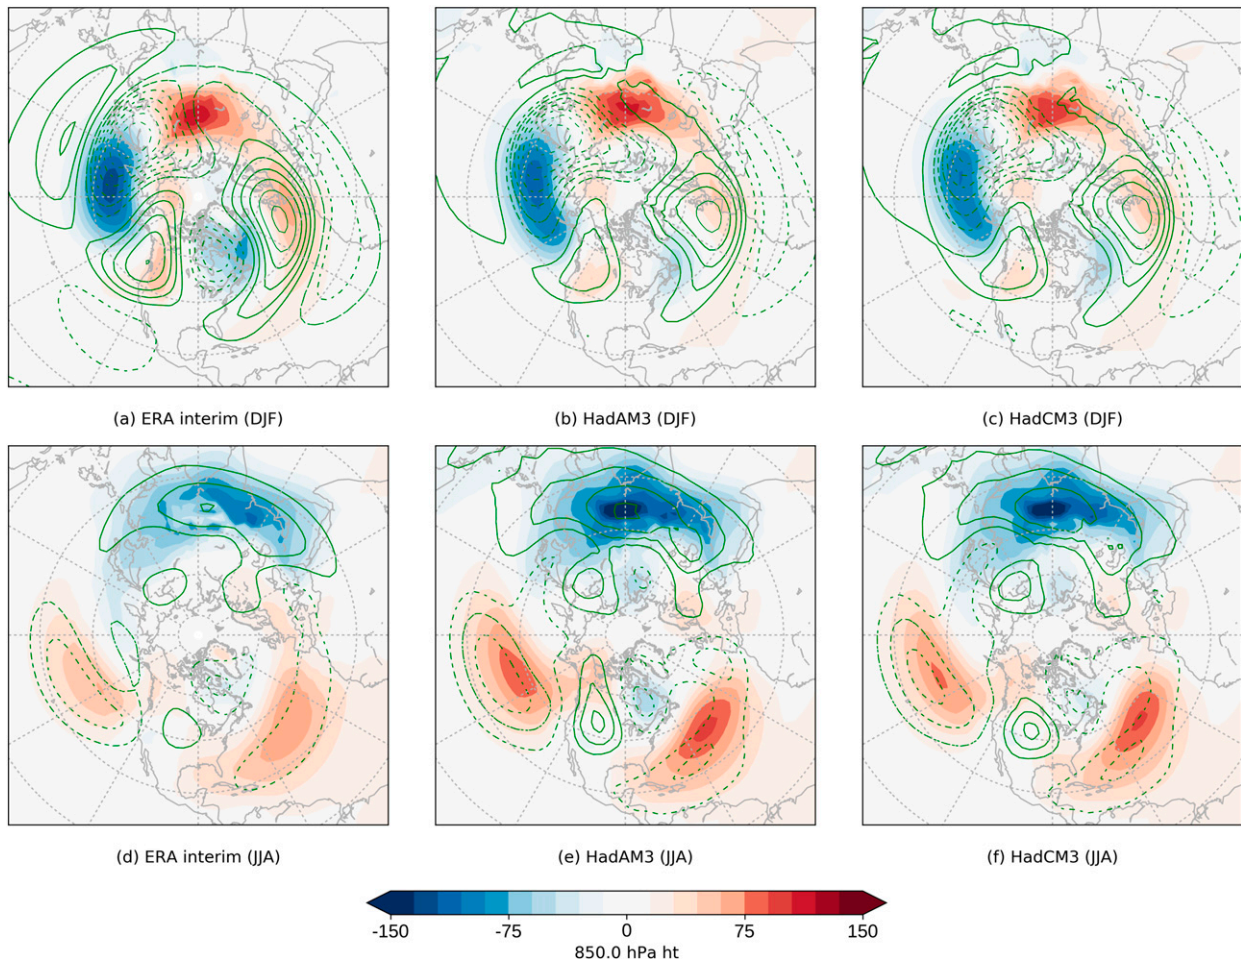 (a) ERA interim (DJF)
(b) HadAM3 (DJF)
(c) HadCM3 (DJF)
(d) ERA interim (JJA)
(e) HadAM3 (JJA)
(f) HadCM3 (JJA)
-150 -75 0 75 150
850.0 hPa ht